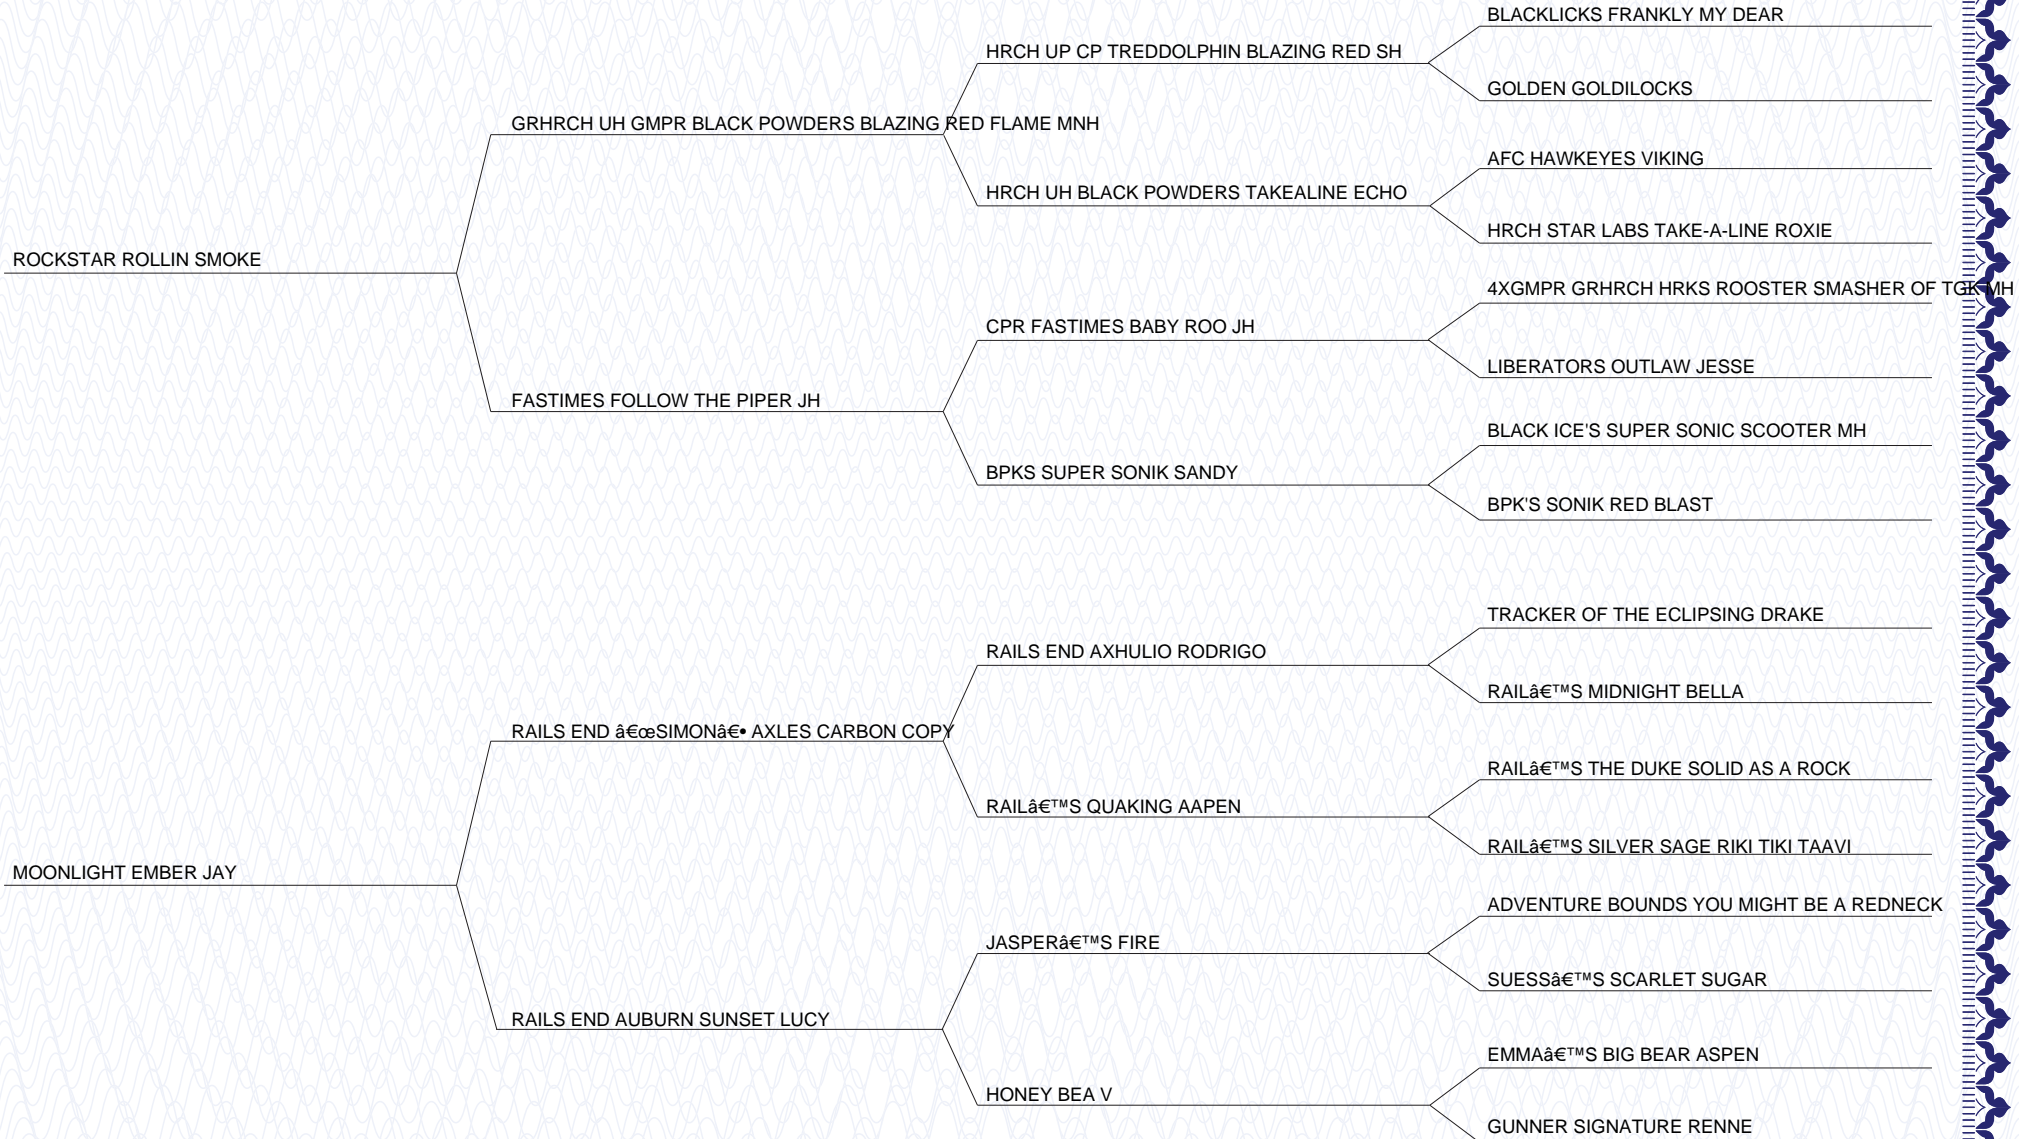 BLACKLICKS FRANKLY MY DEAR
HRCH UP CP TREDDOLPHIN BLAZING RED SH
GOLDEN GOLDILOCKS
GRHRCH UH GMPR BLACK POWDERS BLAZING RED FLAME MNH
AFC HAWKEYES VIKING
HRCH UH BLACK POWDERS TAKEALINE ECHO
HRCH STAR LABS TAKE-A-LINE ROXIE
ROCKSTAR ROLLIN SMOKE
4XGMPR GRHRCH HRKS ROOSTER SMASHER OF TGK MH
CPR FASTIMES BABY ROO JH
LIBERATORS OUTLAW JESSE
FASTIMES FOLLOW THE PIPER JH
BLACK ICE'S SUPER SONIC SCOOTER MH
BPKS SUPER SONIK SANDY
BPK'S SONIK RED BLAST
TRACKER OF THE ECLIPSING DRAKE
RAILS END AXHULIO RODRIGO
RAILâ€™S MIDNIGHT BELLA
RAILS END â€œSIMONâ€• AXLES CARBON COPY
RAILâ€™S THE DUKE SOLID AS A ROCK
RAILâ€™S QUAKING AAPEN
RAILâ€™S SILVER SAGE RIKI TIKI TAAVI
MOONLIGHT EMBER JAY
ADVENTURE BOUNDS YOU MIGHT BE A REDNECK
JASPERâ€™S FIRE
SUESSâ€™S SCARLET SUGAR
RAILS END AUBURN SUNSET LUCY
EMMAâ€™S BIG BEAR ASPEN
HONEY BEA V
GUNNER SIGNATURE RENNE